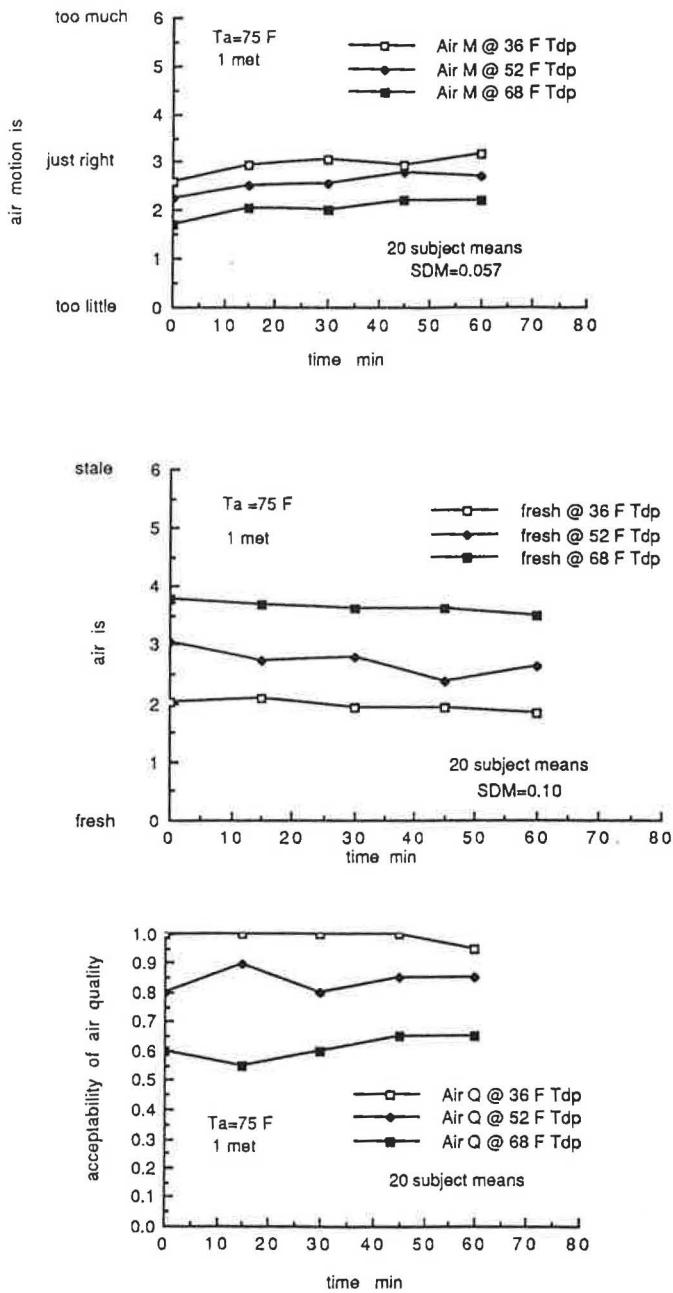 too much
6
Ta=75 F
1 met
Air M @ 36 F Tdp
Air M @ 52 F Tdp
Air M @ 68 F Tdp
5
4
air motion is
just right
3
2
20 subject means
SDM=0.057
1
too little
0
0 10 20 30 40 50 60 70 80
time min
stale
6
Ta =75 F
1 met
fresh @ 36 F Tdp
fresh @ 52 F Tdp
fresh @ 68 F Tdp
5
4
air is
3
2
20 subject means
SDM=0.10
1
fresh
0
0 10 20 30 40 50 60 70 80
time min
acceptability of air quality
1.0
0.9
0.8
0.7
0.6
0.5
0.4
0.3
0.2
0.1
0.0
Air Q @ 36 F Tdp
Air Q @ 52 F Tdp
Air Q @ 68 F Tdp
Ta=75 F
1 met
20 subject means
0 10 20 30 40 50 60 70 80
time min